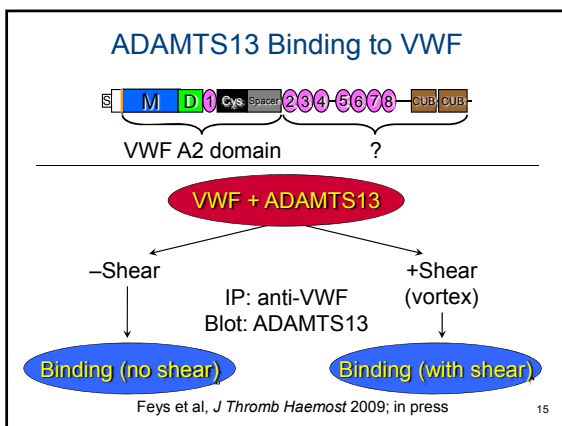 ADAMTS13 Binding to VWF
S M D 1 Cys Spacer 2 3 4 5 6 7 8 CUB CUB
VWF A2 domain ?
VWF + ADAMTS13
–Shear +Shear
(vortex)
IP: anti-VWF
Blot: ADAMTS13
Binding (no shear) Binding (with shear)
Feys et al, J Thromb Haemost 2009; in press 15